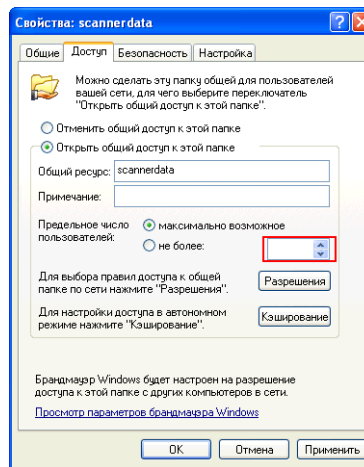 Свойства: scannerdata
Общие Доступ Безопасность Настройка
Можно сделать эту папку общей для пользователей
вашей сети, для чего выберите переключатель
"Открыть общий доступ к этой папке".
Отменить общий доступ к этой папке
Открыть общий доступ к этой папке
Общий ресурс: scannerdata
Примечание:
Предельное число
пользователей:
максимально возможное
не более:
Для выбора правил доступа к общей
папке по сети нажмите "Разрешения".
Разрешения
Для настройки доступа в автономном
режиме нажмите "Кэширование".
Кэширование
Брандмауэр Windows будет настроен на разрешение
доступа к этой папке с других компьютеров в сети.
Просмотр параметров брандмауэра Windows
OK Отмена Применить